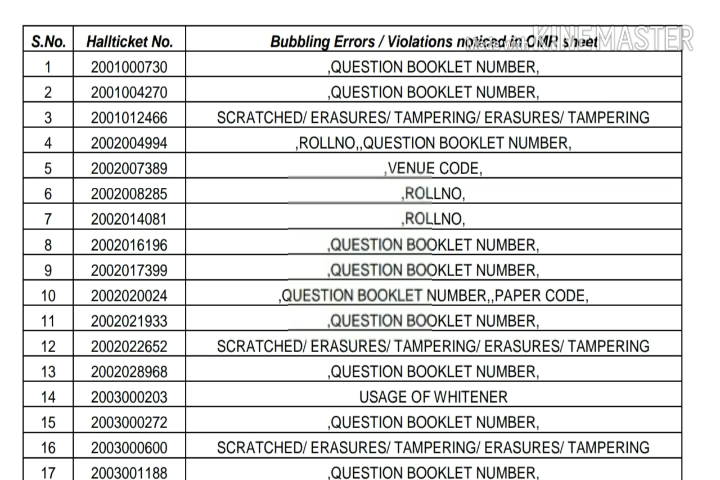 S.No. Hallticket No. Bubbling Errors / Violations noticed in OMR sheet
KINEMASTER
1 2001000730 ,QUESTION BOOKLET NUMBER,
2 2001004270 ,QUESTION BOOKLET NUMBER,
3 2001012466 SCRATCHED/ ERASURES/ TAMPERING/ ERASURES/ TAMPERING
4 2002004994 ,ROLLNO,,QUESTION BOOKLET NUMBER,
5 2002007389 ,VENUE CODE,
6 2002008285 ,ROLLNO,
7 2002014081 ,ROLLNO,
8 2002016196 ,QUESTION BOOKLET NUMBER,
9 2002017399 ,QUESTION BOOKLET NUMBER,
10 2002020024 ,QUESTION BOOKLET NUMBER,,PAPER CODE,
11 2002021933 ,QUESTION BOOKLET NUMBER,
12 2002022652 SCRATCHED/ ERASURES/ TAMPERING/ ERASURES/ TAMPERING
13 2002028968 ,QUESTION BOOKLET NUMBER,
14 2003000203 USAGE OF WHITENER
15 2003000272 ,QUESTION BOOKLET NUMBER,
16 2003000600 SCRATCHED/ ERASURES/ TAMPERING/ ERASURES/ TAMPERING
17 2003001188 ,QUESTION BOOKLET NUMBER,